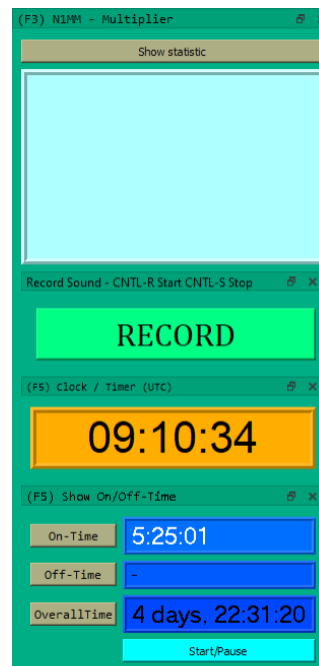 (F3) N1MM - Multiplier
Show statistic
Record Sound - CNTL-R Start CNTL-S Stop
RECORD
(F5) Clock / Timer (UTC)
09:10:34
(F5) Show On/Off-Time
On-Time 5:25:01
Off-Time -
OverallTime 4 days, 22:31:20
Start/Pause